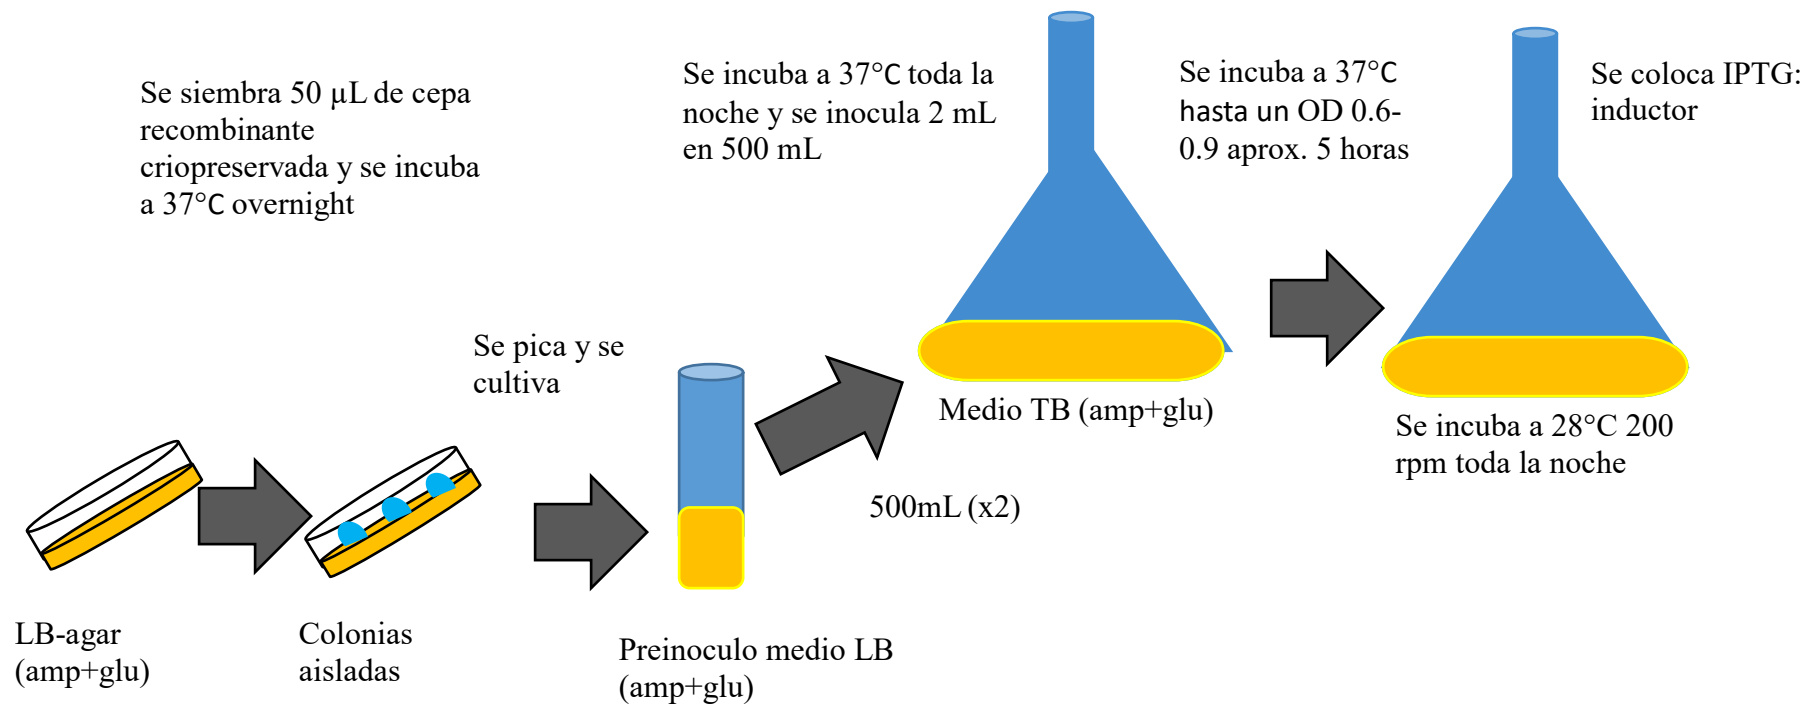 Se siembra 50 µL de cepa
recombinante
criopreservada y se incuba
a 37°C overnight
Se incuba a 37°C toda la
noche y se inocula 2 mL
en 500 mL
Se incuba a 37°C
hasta un OD 0.6-
0.9 aprox. 5 horas
Se coloca IPTG:
inductor
Se pica y se
cultiva
Medio TB (amp+glu)
Se incuba a 28°C 200
rpm toda la noche
500mL (x2)
LB-agar
(amp+glu)
Colonias
aisladas
Preinoculo medio LB
(amp+glu)